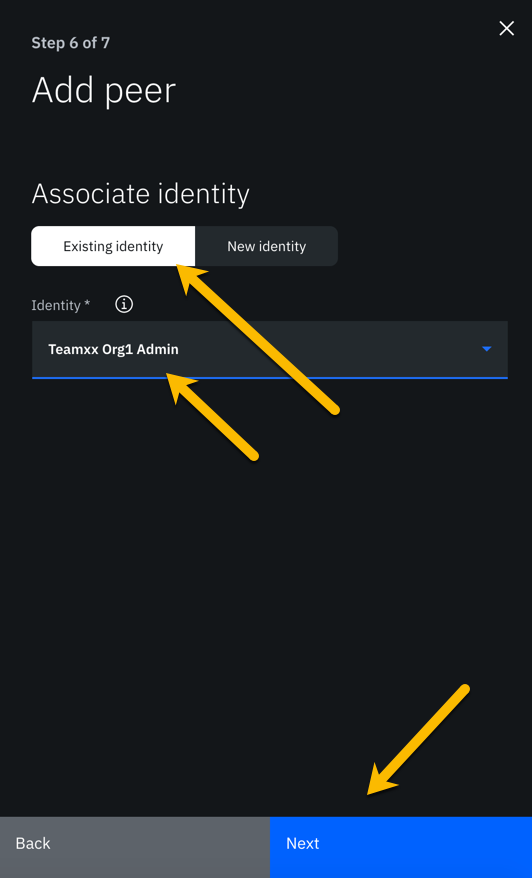 Step 6 of 7
Add peer
Associate identity
Existing identity
New identity
Identity *
Teamxx Org1 Admin
Back
Next